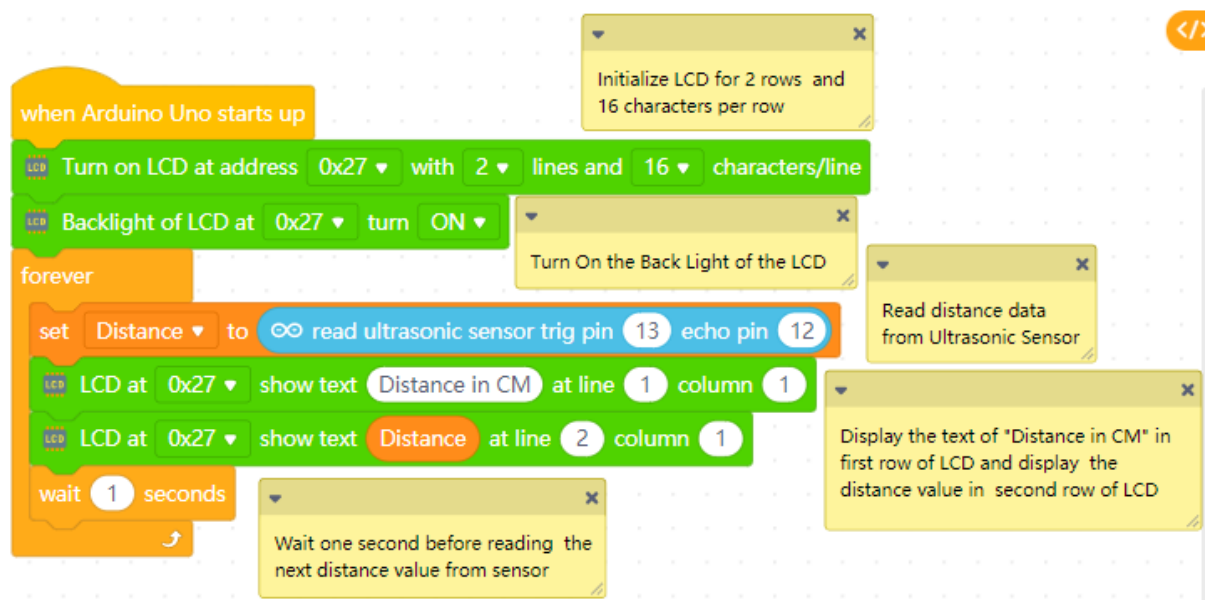 Initialize LCD for 2 rows and
16 characters per row
</>
when Arduino Uno starts up
LCD Turn on LCD at address 0x27 with 2 lines and 16 characters/line
LCD Backlight of LCD at 0x27 turn ON
Turn On the Back Light of the LCD
forever
Read distance data
from Ultrasonic Sensor
set Distance to read ultrasonic sensor trig pin 13 echo pin 12
LCD LCD at 0x27 show text Distance in CM at line 1 column 1
LCD LCD at 0x27 show text Distance at line 2 column 1
Display the text of "Distance in CM" in
first row of LCD and display the
distance value in second row of LCD
wait 1 seconds
Wait one second before reading the
next distance value from sensor